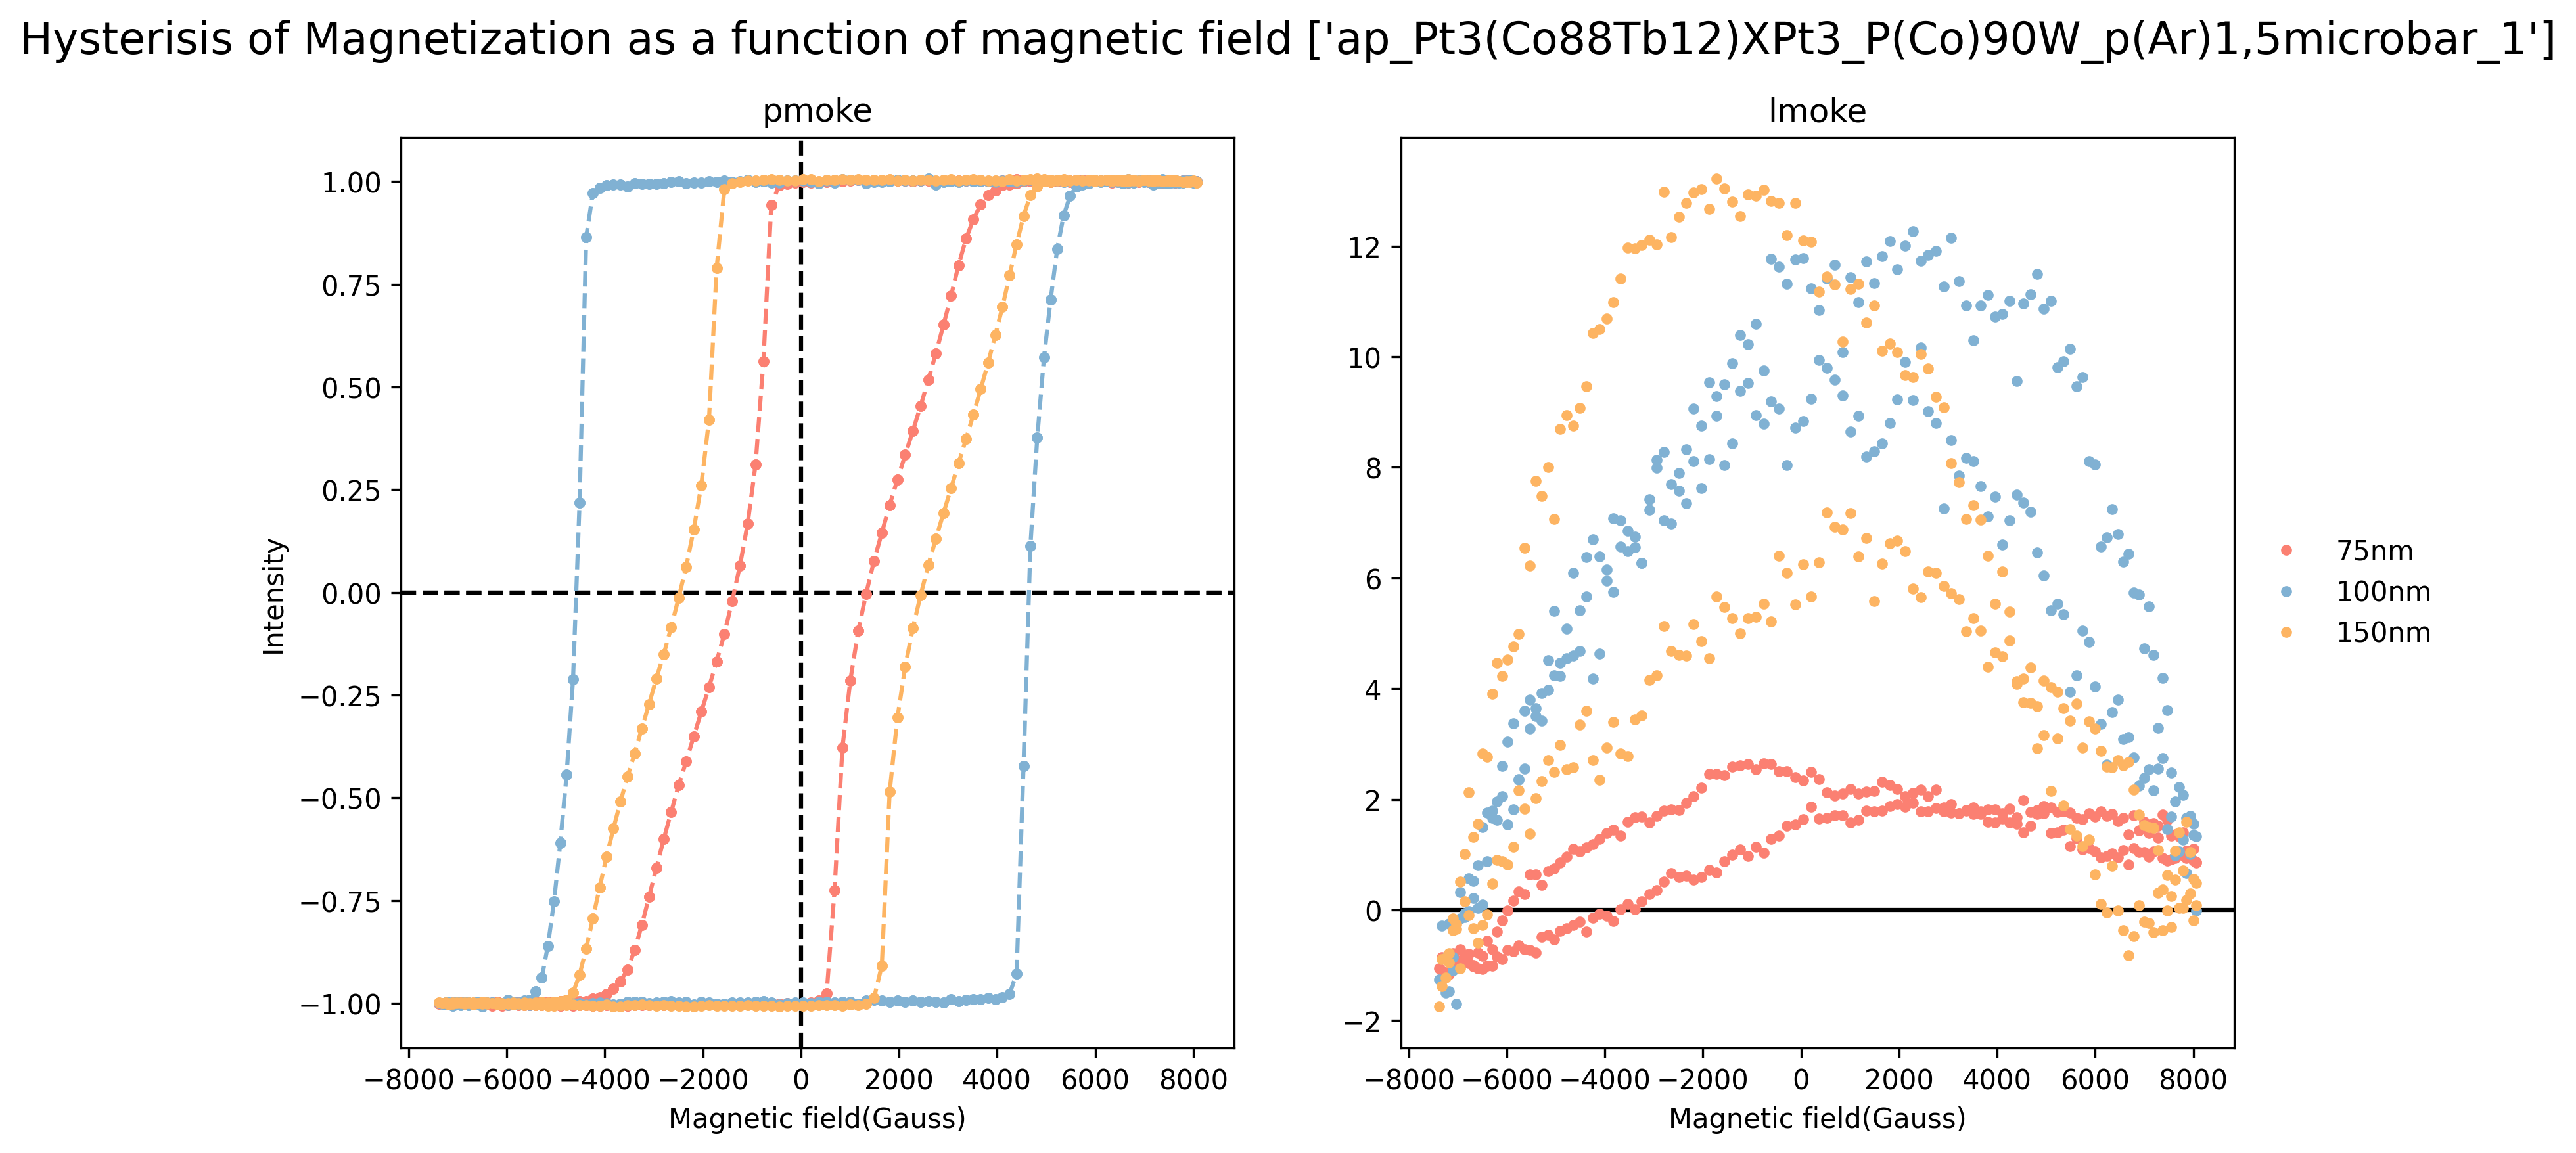 Hysterisis of Magnetization as a function of magnetic field ['ap_Pt3(Co88Tb12)XPt3_P(Co)90W_p(Ar)1,5microbar_1']
pmoke
1.00
0.75
0.50
0.25
0.00
−0.25
−0.50
−0.75
−1.00
Intensity
−8000 −6000 −4000 −2000 0 2000 4000 6000 8000
Magnetic field(Gauss)
lmoke
12
10
8
6
4
2
0
−2
−8000 −6000 −4000 −2000 0 2000 4000 6000 8000
Magnetic field(Gauss)
75nm
100nm
150nm